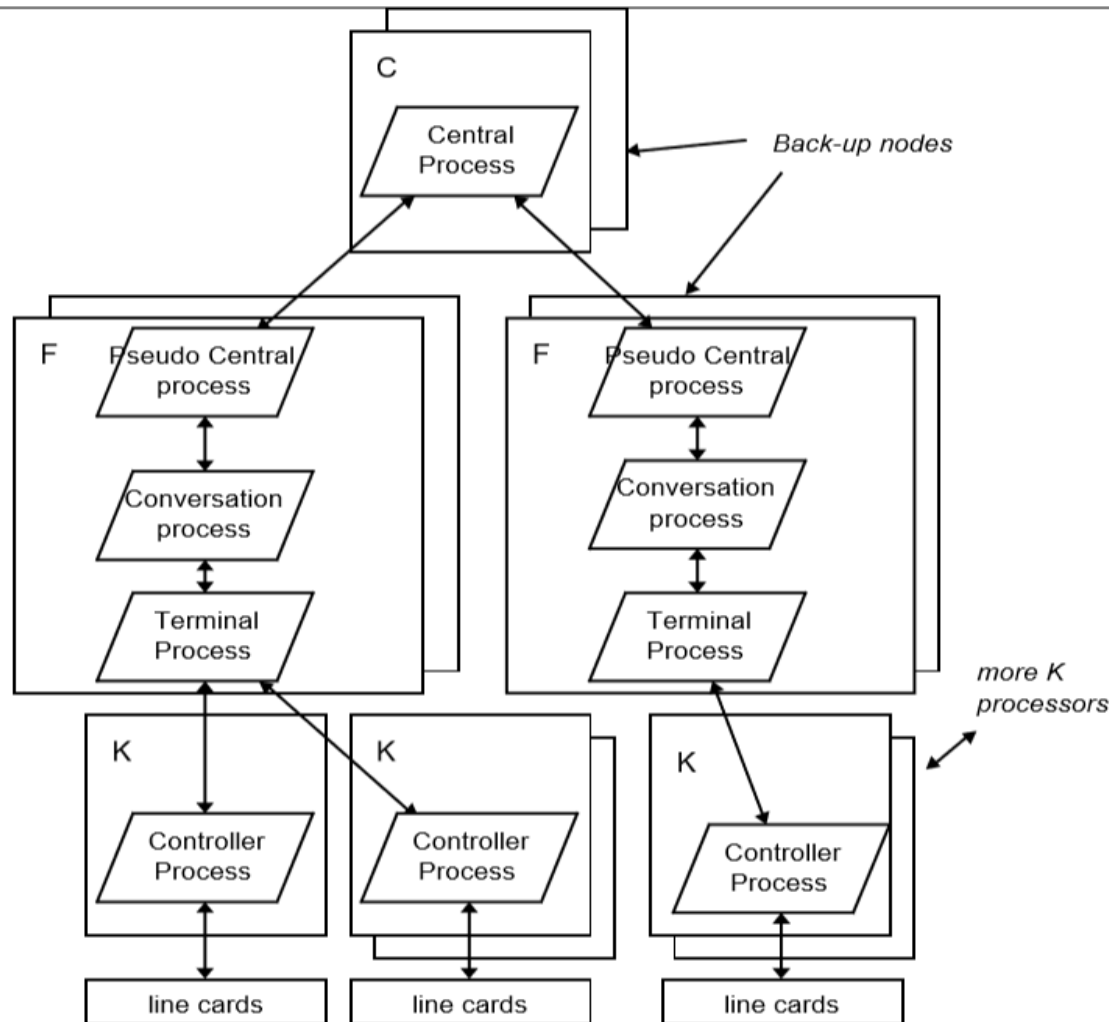 C
Central
Process
Back-up nodes
F
Pseudo Central
process
Conversation
process
Terminal
Process
F
Pseudo Central
process
Conversation
process
Terminal
Process
more K
processors
K
Controller
Process
K
Controller
Process
K
Controller
Process
line cards
line cards
line cards